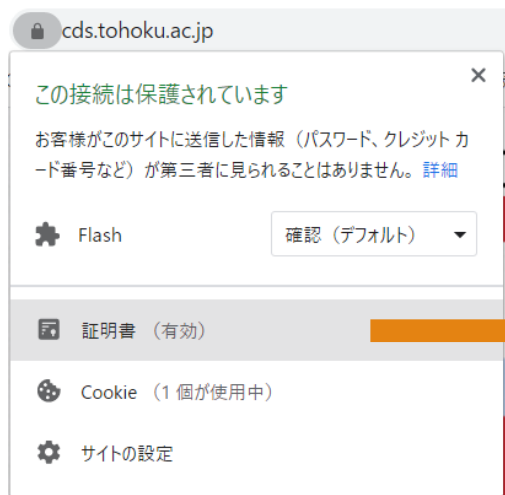 cds.tohoku.ac.jp
この接続は保護されています
お客様がこのサイトに送信した情報（パスワード、クレジット カ
ード番号など）が第三者に見られることはありません。 詳細
Flash
確認（デフォルト）
証明書 （有効）
Cookie （1 個が使用中）
サイトの設定